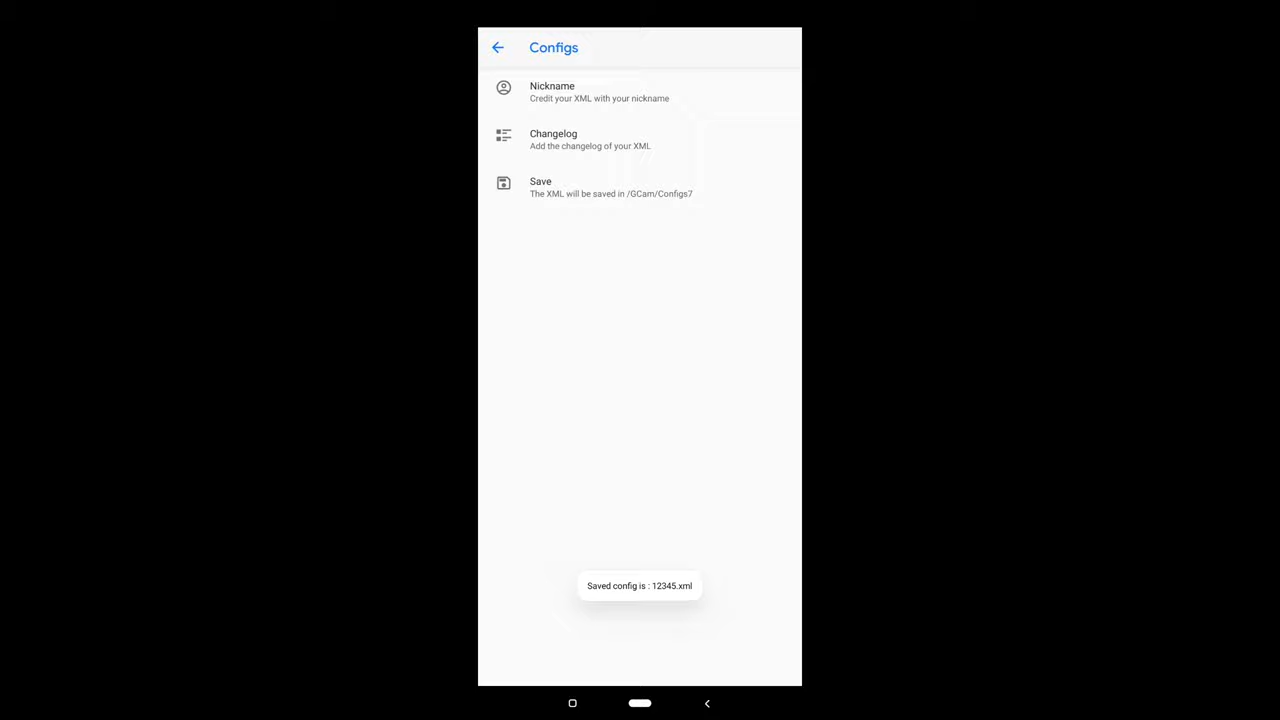 Configs
Nickname
Credit your XML with your nickname
Changelog
Add the changelog of your XML
Save
The XML will be saved in /GCam/Configs7
Saved config is : 12345.xml